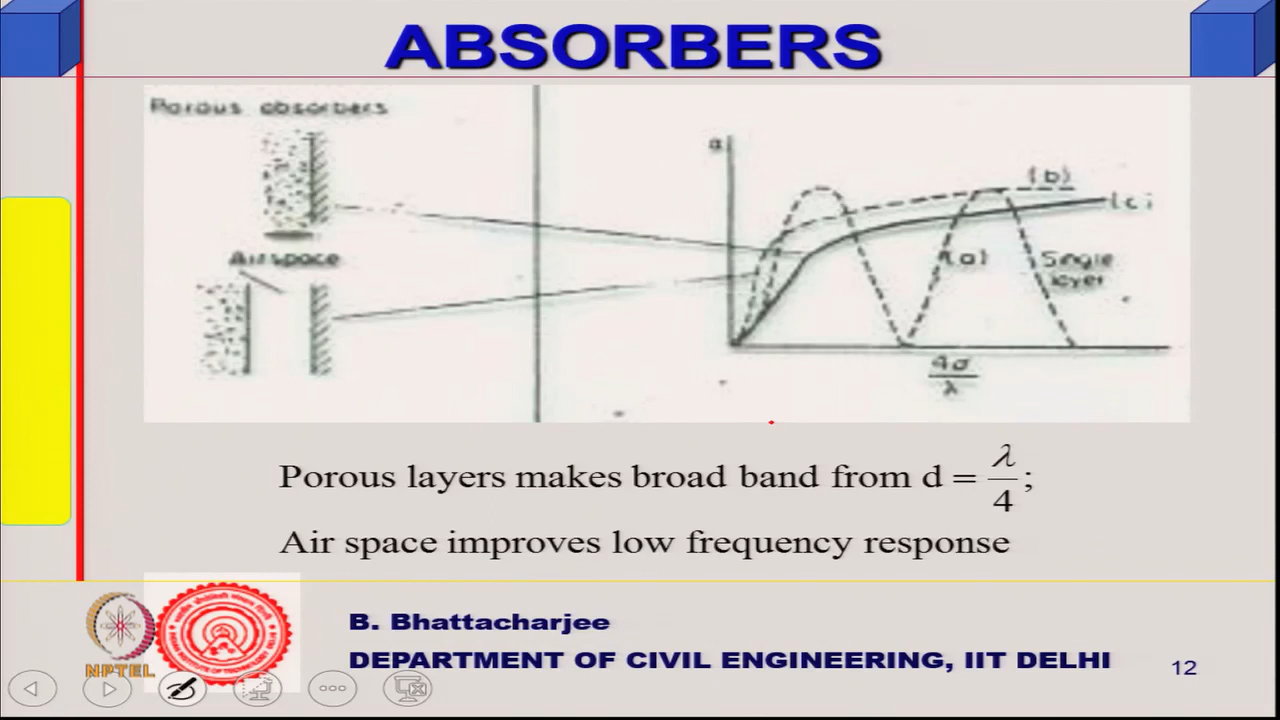 ABSORBERS
Porous absorbers
Airspace
α
(b)
(c)
(a)
Single
layer
4d
λ
Porous layers makes broad band from d = λ/4;
Air space improves low frequency response
B. Bhattacharjee
DEPARTMENT OF CIVIL ENGINEERING, IIT DELHI
NPTEL
12